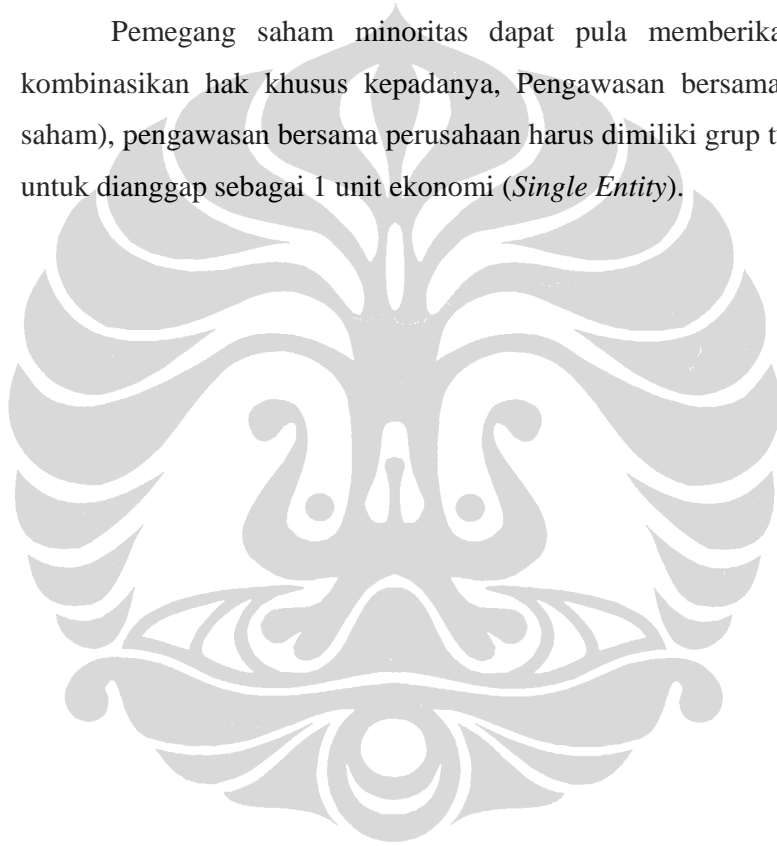 Pemegang saham minoritas dapat pula memberika
kombinasikan hak khusus kepadanya, Pengawasan bersama
saham), pengawasan bersama perusahaan harus dimiliki grup t
untuk dianggap sebagai 1 unit ekonomi (Single Entity).